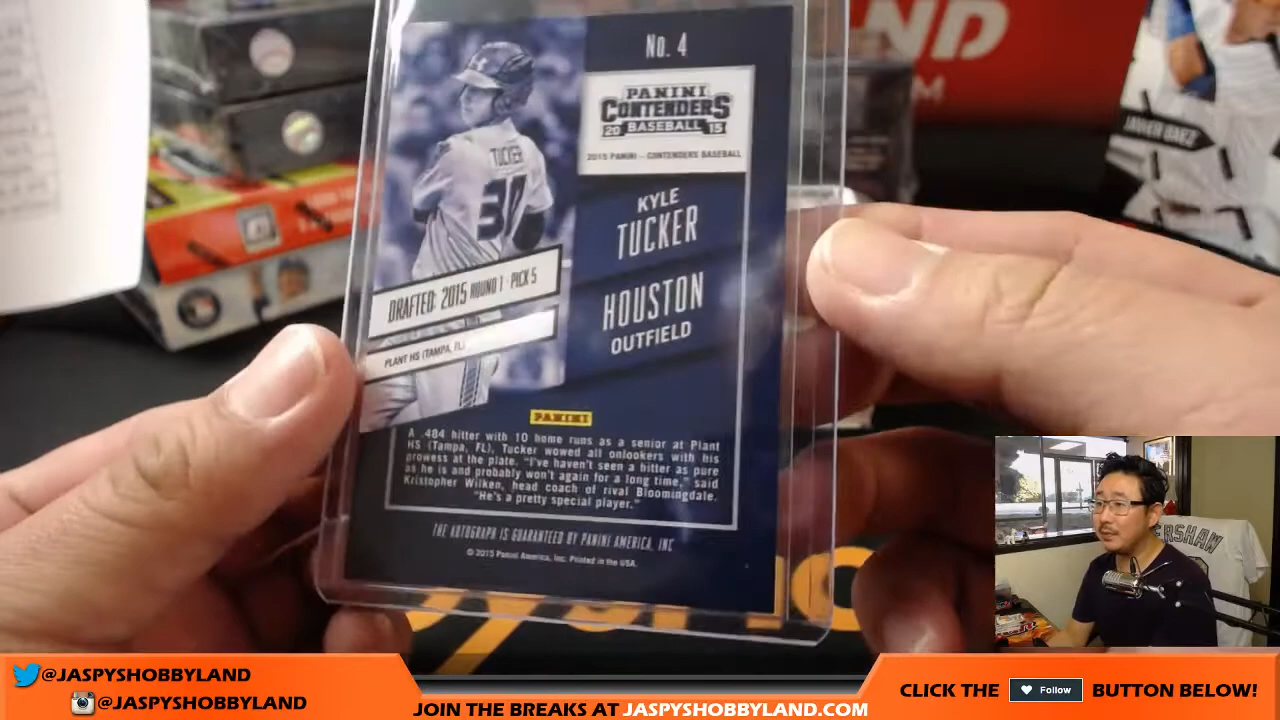 ND
M
JAVIER BAEZ
No. 4
PANINI
CONTENDERS
20 BASEBALL 15
2015 PANINI - CONTENDERS BASEBALL
TUCKER
30
KYLE
TUCKER
HOUSTON
OUTFIELD
DRAFTED: 2015 ROUND 1 · PICK 5
PLANT HS (TAMPA, FL)
PANINI
A .484 hitter with 10 home runs as a senior at Plant
HS (Tampa, FL), Tucker wowed all onlookers with his
prowess at the plate. "I've haven't seen a hitter as pure
as he is and probably won't again for a long time," said
Kristopher Wilken, head coach of rival Bloomingdale.
"He's a pretty special player."
THE AUTOGRAPH IS GUARANTEED BY PANINI AMERICA, INC
© 2015 Panini America, Inc. Printed in the USA.
ERSHAW
@JASPYSHOBBYLAND
@JASPYSHOBBYLAND
JOIN THE BREAKS AT JASPYSHOBBYLAND.COM
CLICK THE Follow BUTTON BELOW!